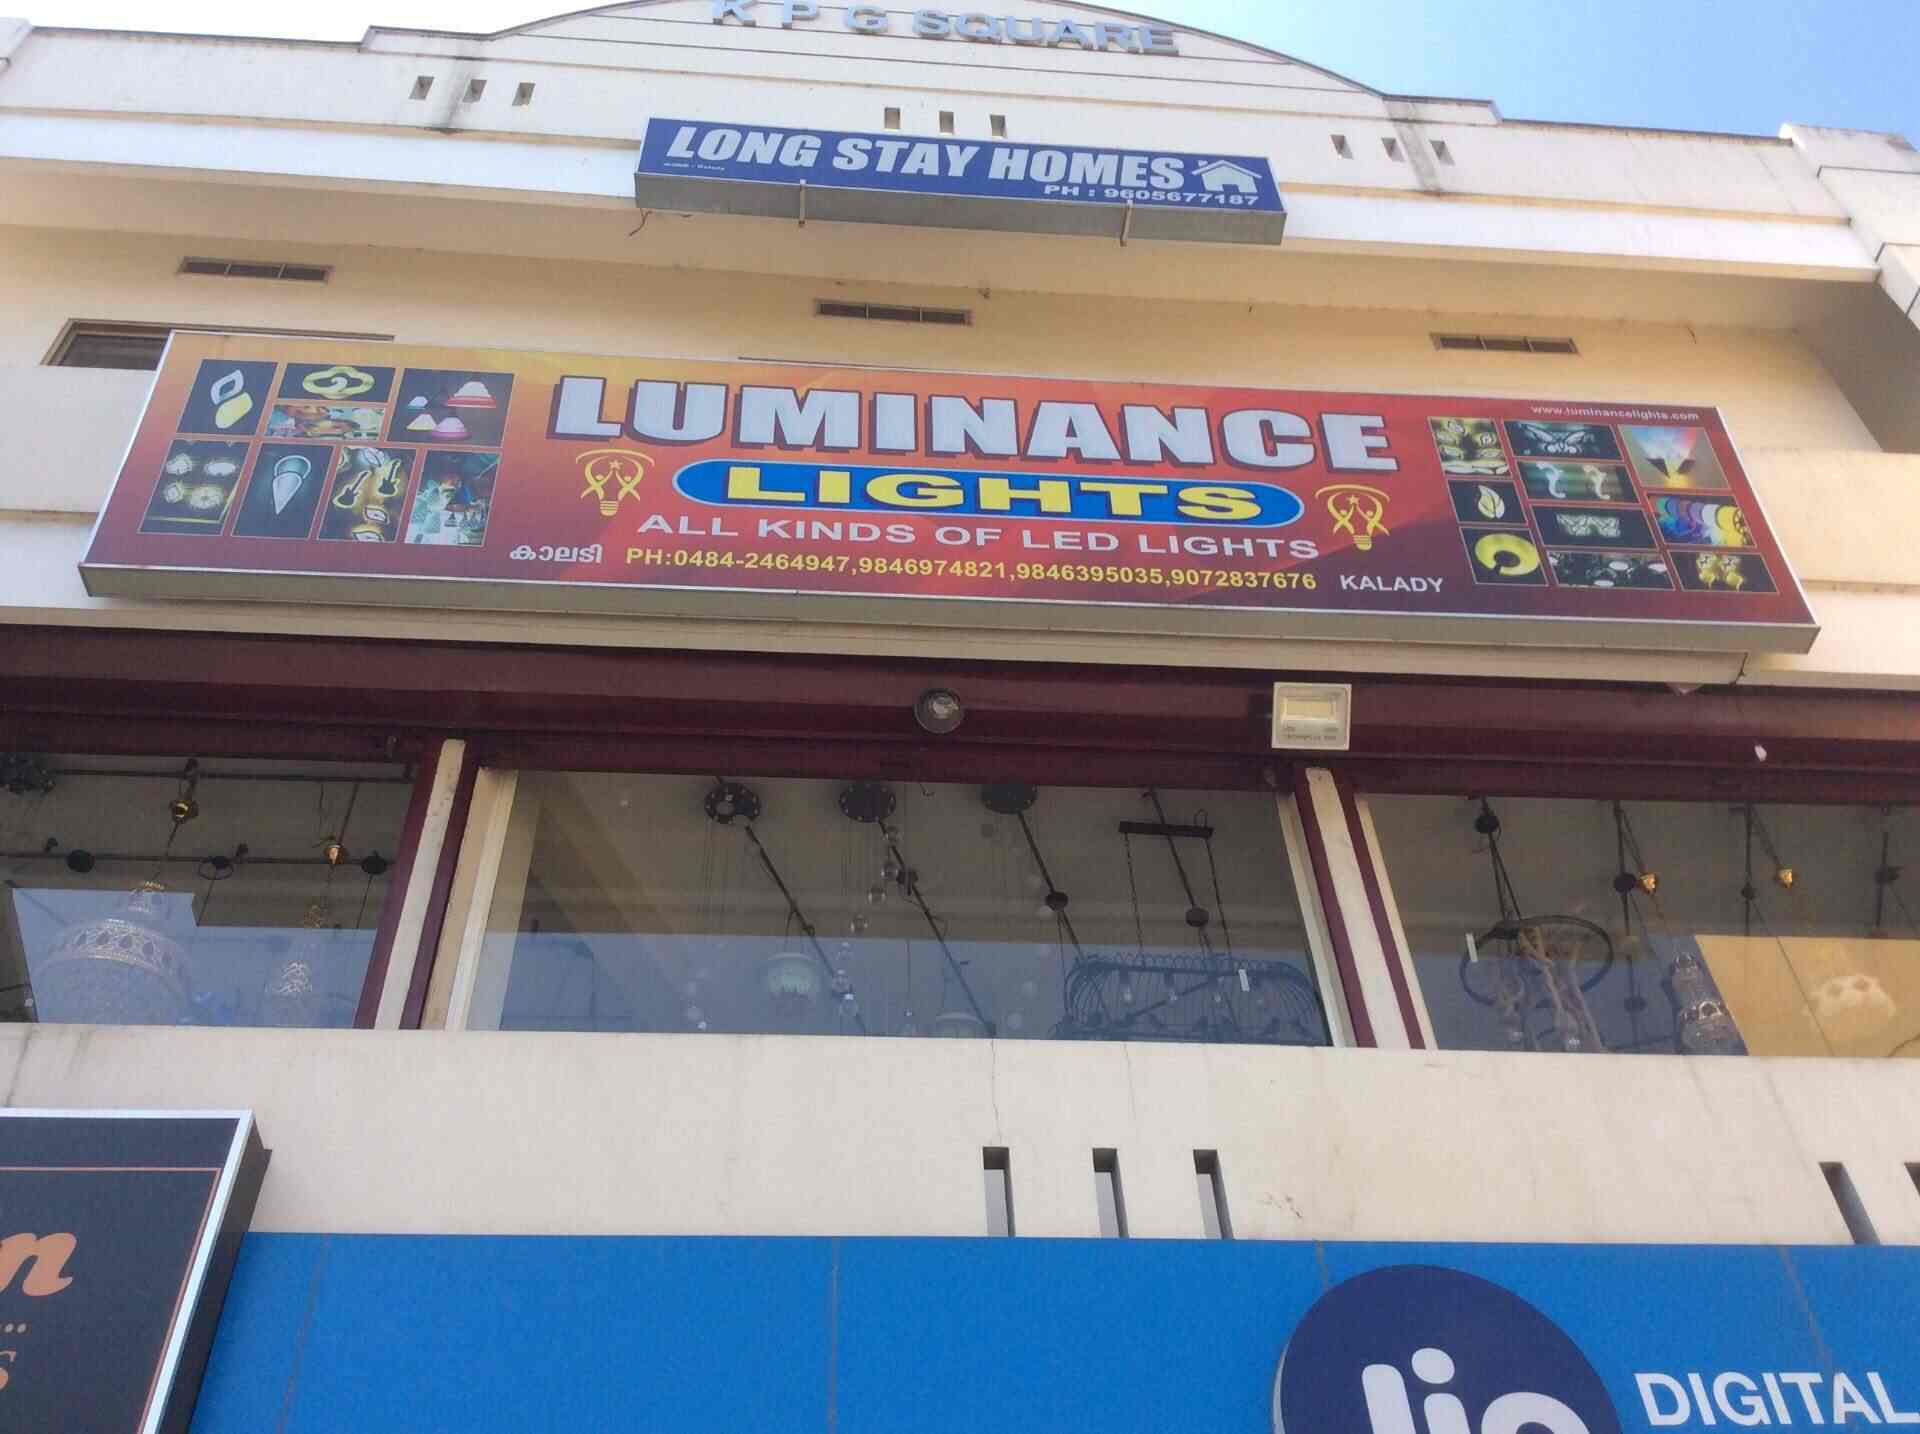 K P G SQUARE
LONG STAY HOMES
PH : 9605677187
www.luminancelights.com
LUMINANCE
LIGHTS
ALL KINDS OF LED LIGHTS
കാലടി PH:0484-2464947,9846974821,9846395035,9072837676 KALADY
Jio DIGITAL